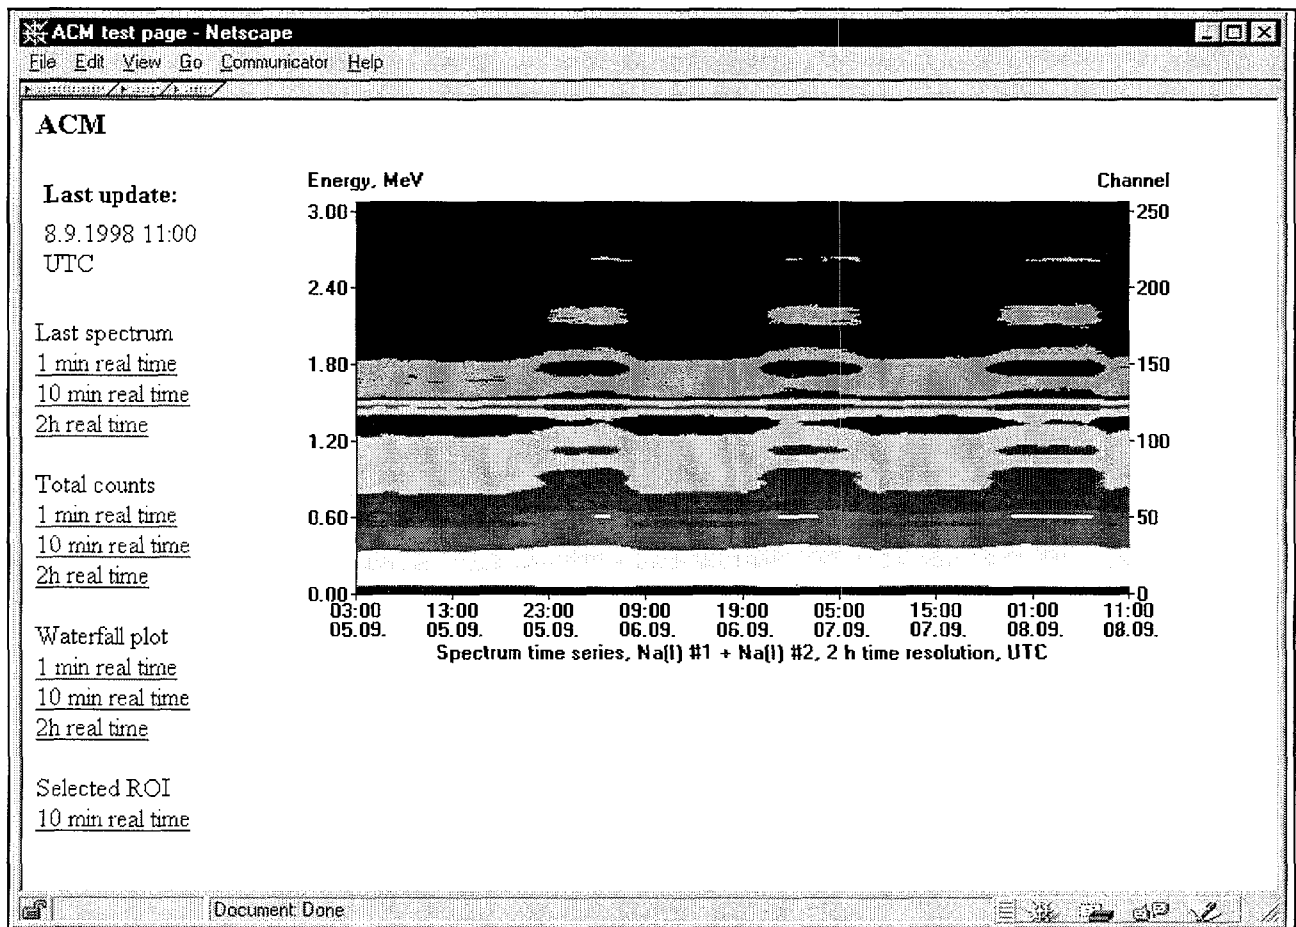 ACM test page - Netscape
File Edit View Go Communicator Help
ACM
Last update:
8.9.1998 11:00
UTC
Last spectrum
1 min real time
10 min real time
2h real time
Total counts
1 min real time
10 min real time
2h real time
Waterfall plot
1 min real time
10 min real time
2h real time
Selected ROI
10 min real time
Energy, MeV
Channel
3.00
2.40
1.80
1.20
0.60
0.00
250
200
150
100
50
0
03:00 13:00 23:00 09:00 19:00 05:00 15:00 01:00 11:00
05.09. 05.09. 05.09. 06.09. 06.09. 07.09. 07.09. 08.09. 08.09.
Spectrum time series, Na(I) #1 + Na(I) #2, 2 h time resolution, UTC
Document: Done